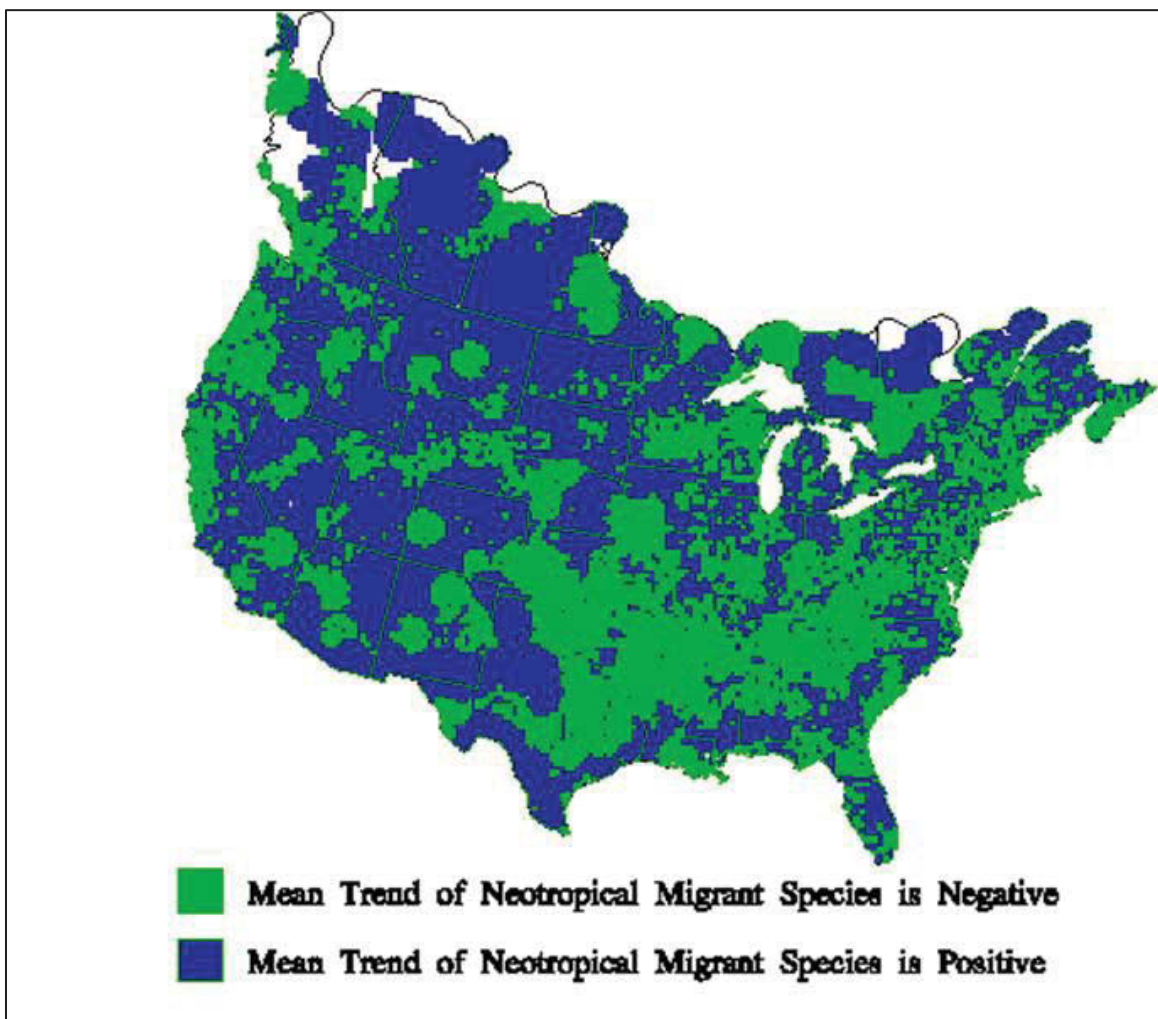 Mean Trend of Neotropical Migrant Species is Negative
Mean Trend of Neotropical Migrant Species is Positive